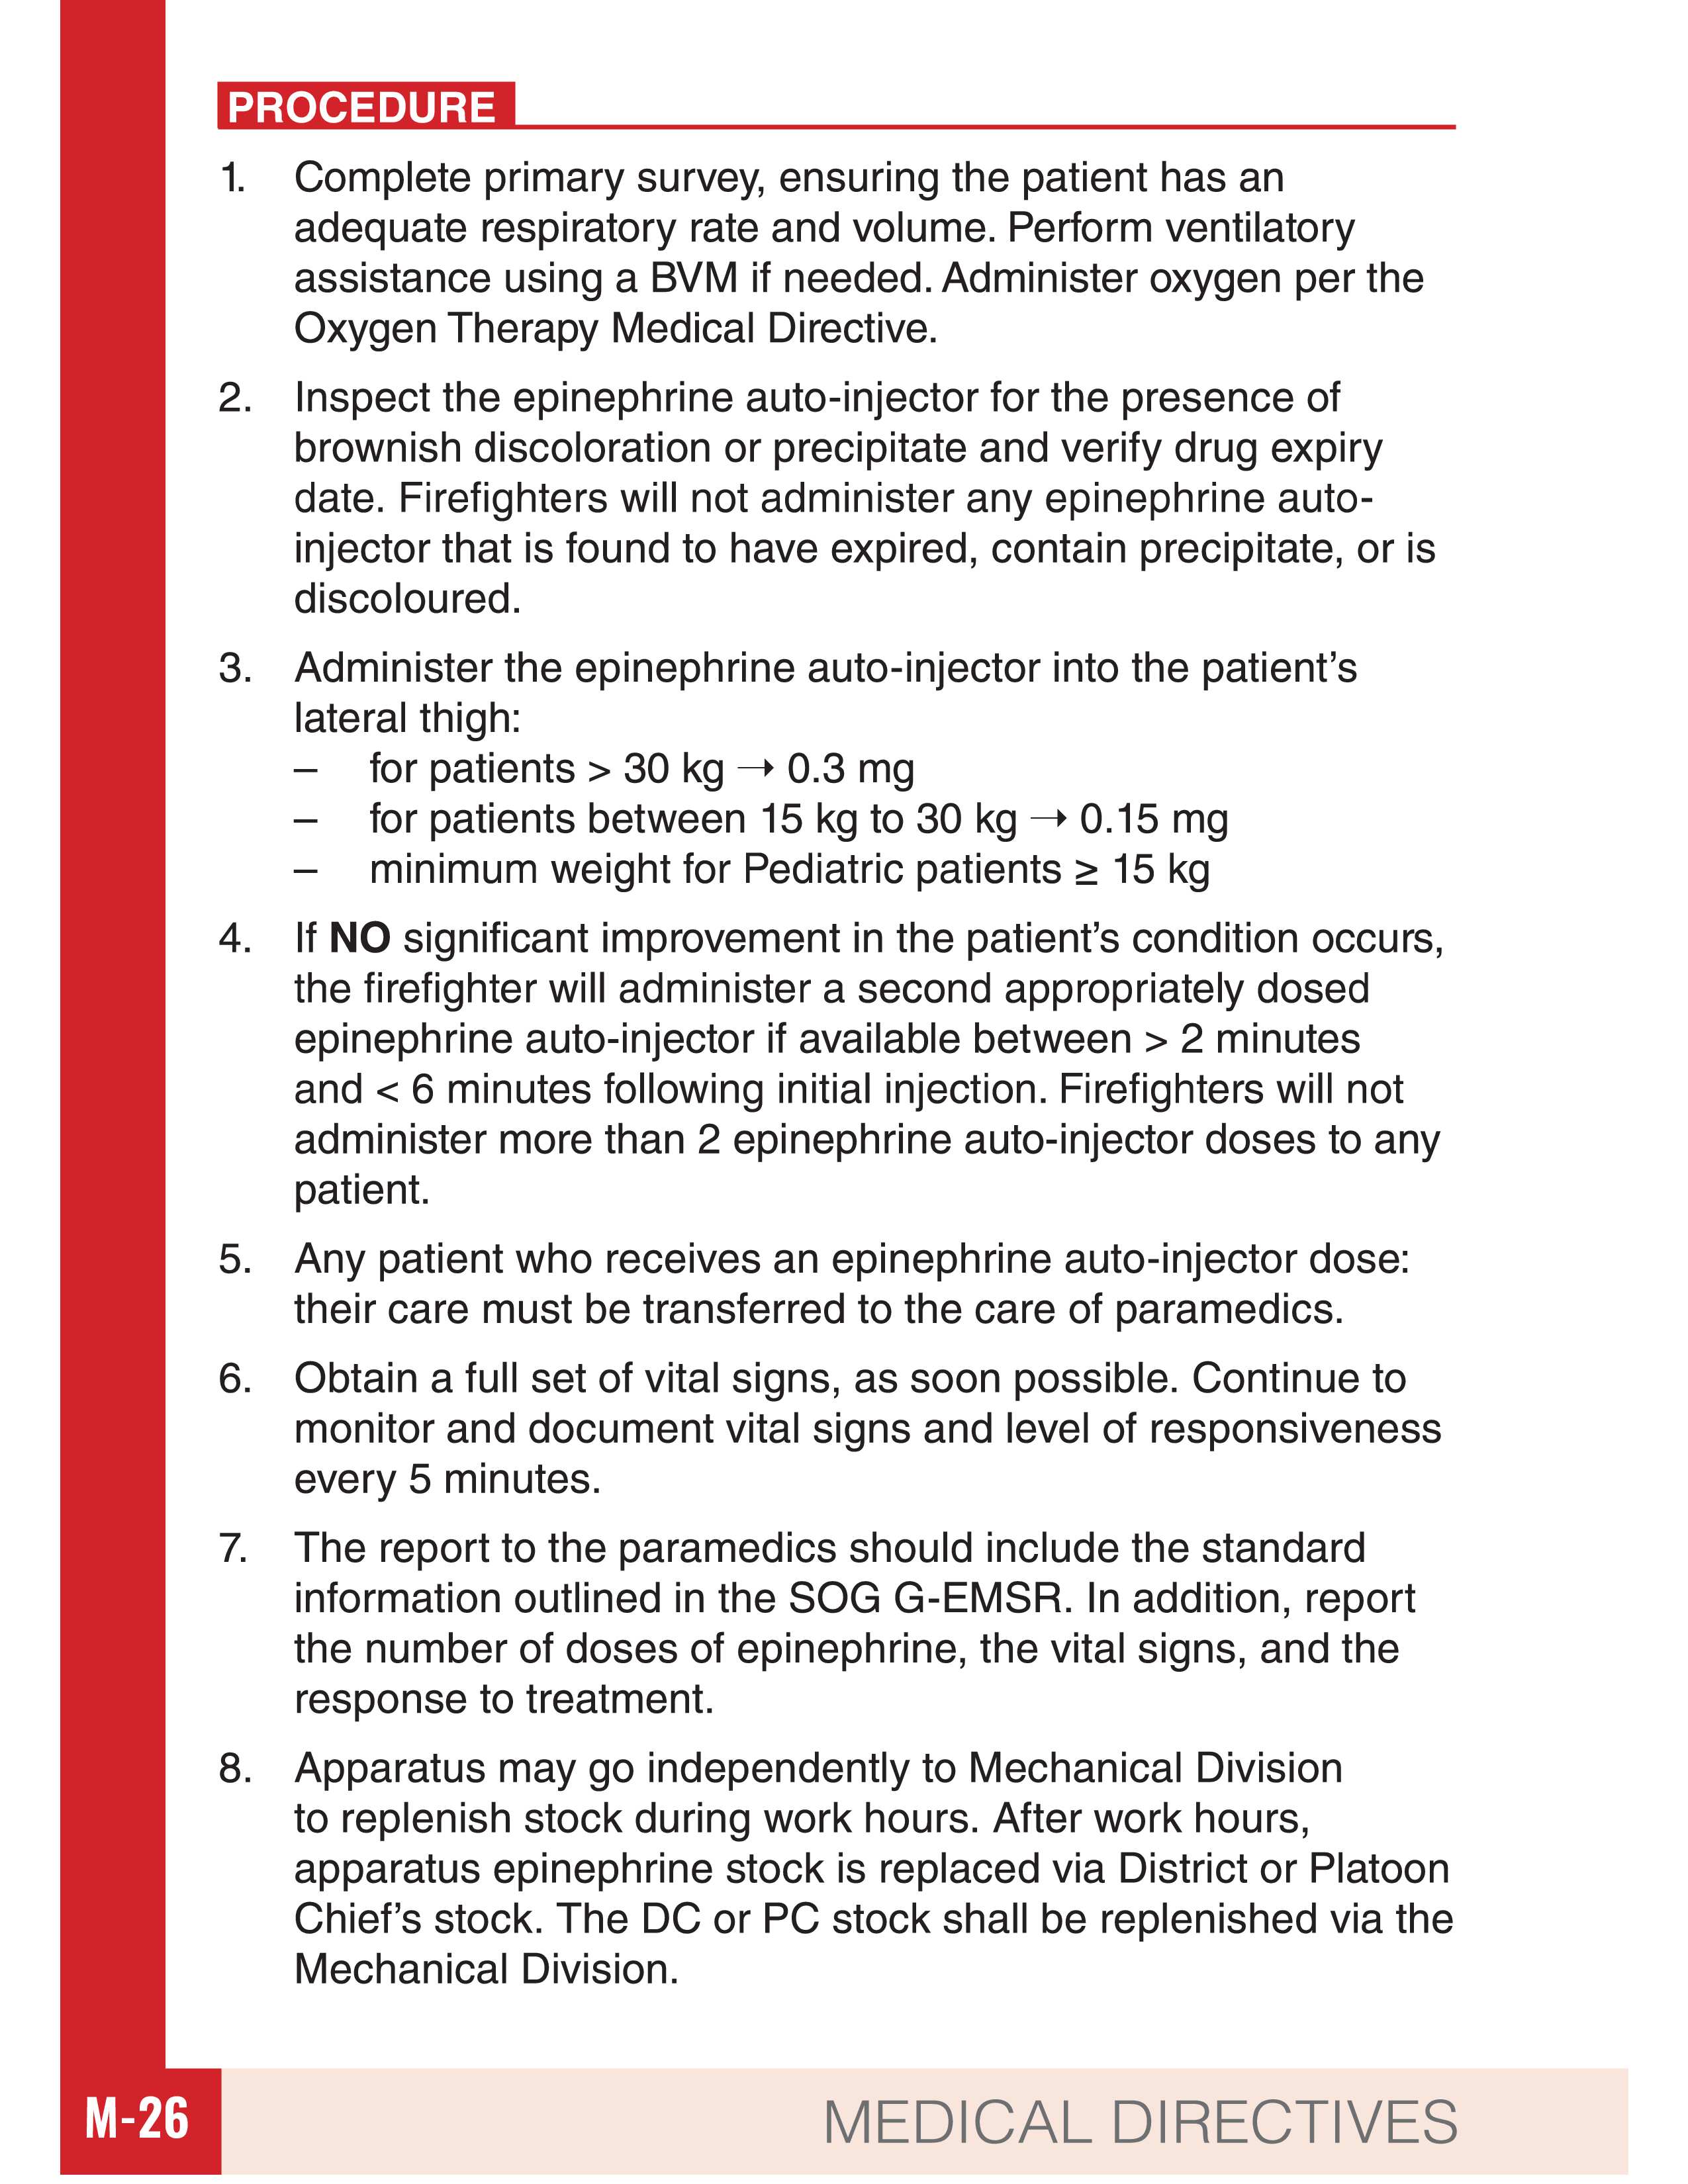 PROCEDURE
1. Complete primary survey, ensuring the patient has an
adequate respiratory rate and volume. Perform ventilatory
assistance using a BVM if needed. Administer oxygen per the
Oxygen Therapy Medical Directive.
2. Inspect the epinephrine auto-injector for the presence of
brownish discoloration or precipitate and verify drug expiry
date. Firefighters will not administer any epinephrine auto-
injector that is found to have expired, contain precipitate, or is
discoloured.
3. Administer the epinephrine auto-injector into the patient’s
lateral thigh:
– for patients > 30 kg → 0.3 mg
– for patients between 15 kg to 30 kg → 0.15 mg
– minimum weight for Pediatric patients ≥ 15 kg
4. If NO significant improvement in the patient’s condition occurs,
the firefighter will administer a second appropriately dosed
epinephrine auto-injector if available between > 2 minutes
and < 6 minutes following initial injection. Firefighters will not
administer more than 2 epinephrine auto-injector doses to any
patient.
5. Any patient who receives an epinephrine auto-injector dose:
their care must be transferred to the care of paramedics.
6. Obtain a full set of vital signs, as soon possible. Continue to
monitor and document vital signs and level of responsiveness
every 5 minutes.
7. The report to the paramedics should include the standard
information outlined in the SOG G-EMSR. In addition, report
the number of doses of epinephrine, the vital signs, and the
response to treatment.
8. Apparatus may go independently to Mechanical Division
to replenish stock during work hours. After work hours,
apparatus epinephrine stock is replaced via District or Platoon
Chief’s stock. The DC or PC stock shall be replenished via the
Mechanical Division.
M-26
MEDICAL DIRECTIVES